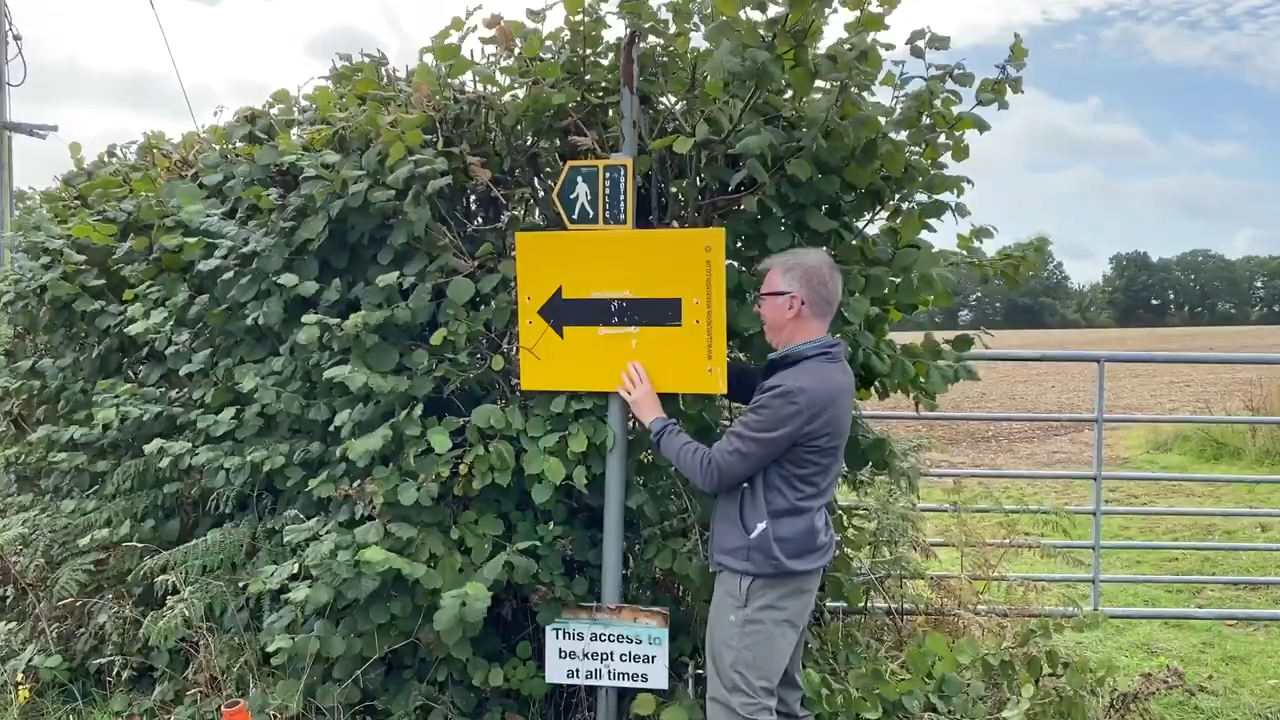 PUBLIC
FOOTPATH
This access to
be kept clear
at all times